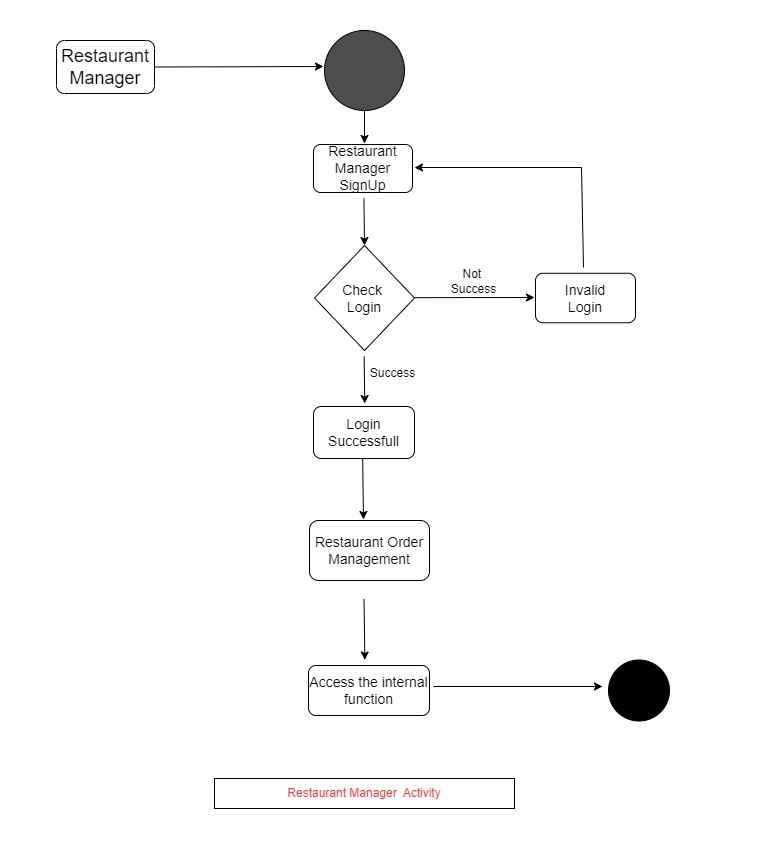 Restaurant
Manager
Restaurant
Manager
SignUp
Check
Login
Not
Success
Invalid
Login
Success
Login
Successfull
Restaurant Order
Management
Access the internal
function
Restaurant Manager  Activity